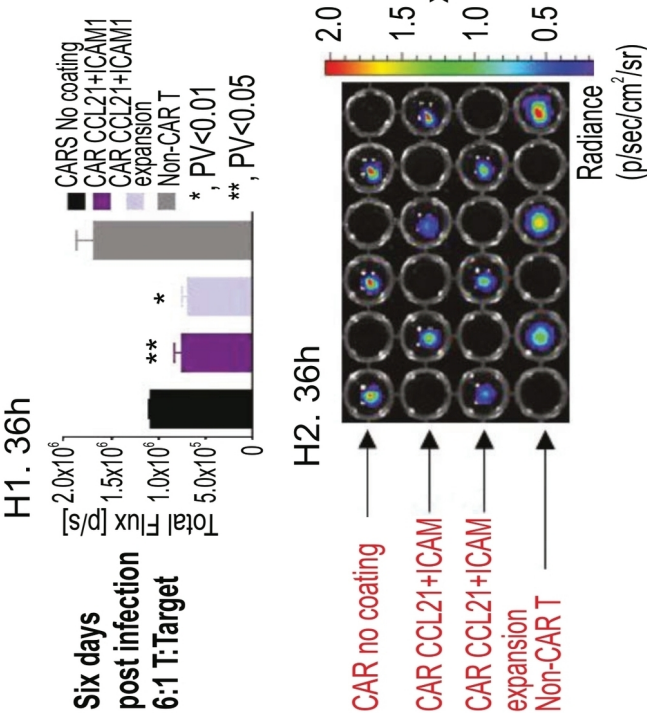 H1. 36h
Six days
post infection
6:1 T:Target
Total Flux [p/s]
2.0x10⁶
1.5x10⁶
1.0x10⁶
5.0x10⁵
0
**
*
CARS No coating
CAR CCL21+ICAM1
CAR CCL21+ICAM1
expansion
Non-CAR T
*, PV<0.01
**, PV<0.05
H2. 36h
CAR no coating
CAR CCL21+ICAM
CAR CCL21+ICAM
expansion
Non-CAR T
2.0
1.5
1.0
0.5
Radiance
(p/sec/cm²/sr)